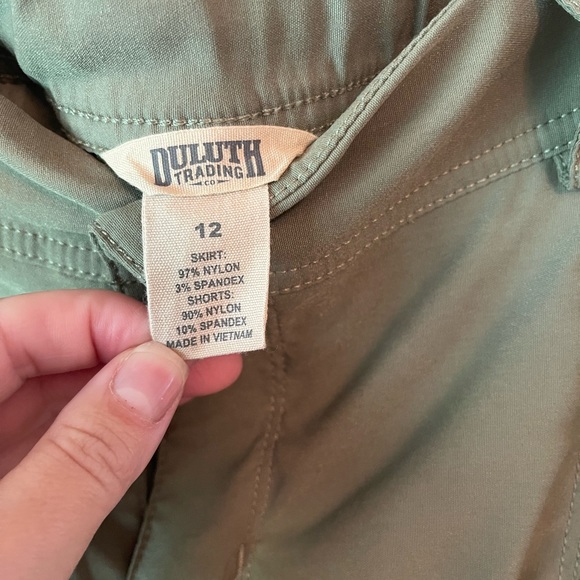 DULUTH
TRADING
CO
12
SKIRT:
97% NYLON
3% SPANDEX
SHORTS:
90% NYLON
10% SPANDEX
MADE IN VIETNAM